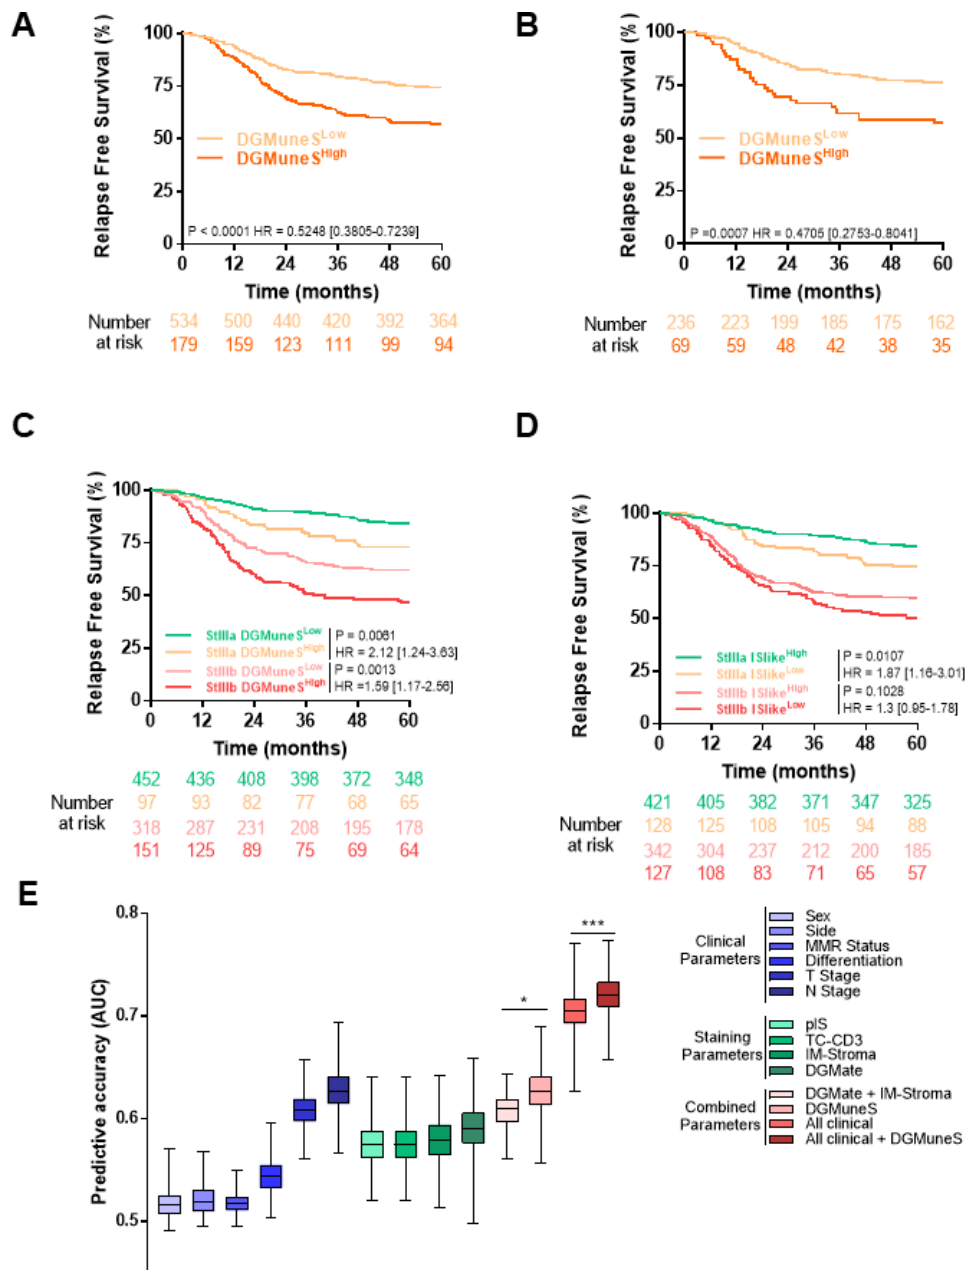 A
Relapse Free Survival (%)
100
75
50
25
0
DGMuneS^Low
DGMuneS^High
P < 0.0001 HR = 0.5248 [0.3805-0.7239]
0 12 24 36 48 60
Time (months)
Number at risk
534 500 440 420 392 364
179 159 123 111 99 94
B
Relapse Free Survival (%)
100
75
50
25
0
DGMuneS^Low
DGMuneS^High
P =0.0007 HR = 0.4705 [0.2753-0.8041]
0 12 24 36 48 60
Time (months)
Number at risk
236 223 199 185 175 162
69 59 48 42 38 35
C
Relapse Free Survival (%)
100
75
50
25
0
StIIIa DGMuneS^Low
StIIIa DGMuneS^High
StIIIb DGMuneS^Low
StIIIb DGMuneS^High
P = 0.0061
HR = 2.12 [1.24-3.63]
P = 0.0013
HR =1.59 [1.17-2.56]
0 12 24 36 48 60
Time (months)
Number at risk
452 436 408 398 372 348
97 93 82 77 68 65
318 287 231 208 195 178
151 125 89 75 69 64
D
Relapse Free Survival (%)
100
75
50
25
0
StIIIa ISlike^High
StIIIa ISlike^Low
StIIIb ISlike^High
StIIIb ISlike^Low
P = 0.0107
HR = 1.87 [1.16-3.01]
P = 0.1028
HR = 1.3 [0.95-1.78]
0 12 24 36 48 60
Time (months)
Number at risk
421 405 382 371 347 325
128 125 108 105 94 88
342 304 237 212 200 185
127 108 83 71 65 57
E
Predictive accuracy (AUC)
0.8
0.7
0.6
0.5
*
***
Clinical Parameters
Sex
Side
MMR Status
Differentiation
T Stage
N Stage
Staining Parameters
pIS
TC-CD3
IM-Stroma
DGMate
Combined Parameters
DGMate + IM-Stroma
DGMuneS
All clinical
All clinical + DGMuneS